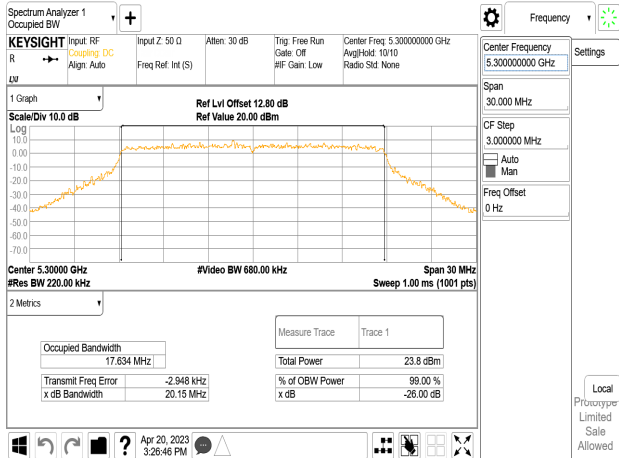 Spectrum Analyzer 1
Occupied BW
Frequency
KEYSIGHT
Input: RF
Coupling: DC
Align: Auto
Input Z: 50 Ω
Freq Ref: Int (S)
Atten: 30 dB
Trig: Free Run
Gate: Off
#IF Gain: Low
Center Freq: 5.300000000 GHz
Avg|Hold: 10/10
Radio Std: None
R
1 Graph
Scale/Div 10.0 dB
Ref Lvl Offset 12.80 dB
Ref Value 20.00 dBm
Log
10.0
0.00
-10.0
-20.0
-30.0
-40.0
-50.0
-60.0
-70.0
Center 5.30000 GHz
#Res BW 220.00 kHz
#Video BW 680.00 kHz
Span 30 MHz
Sweep 1.00 ms (1001 pts)
2 Metrics
Occupied Bandwidth
17.634 MHz
Transmit Freq Error -2.948 kHz
x dB Bandwidth 20.15 MHz
Measure Trace Trace 1
Total Power 23.8 dBm
% of OBW Power 99.00 %
x dB -26.00 dB
Center Frequency
5.300000000 GHz
Span
30.000 MHz
CF Step
3.000000 MHz
Auto
Man
Freq Offset
0 Hz
Settings
Local
Prototype
Limited
Sale
Allowed
Apr 20, 2023
3:26:46 PM